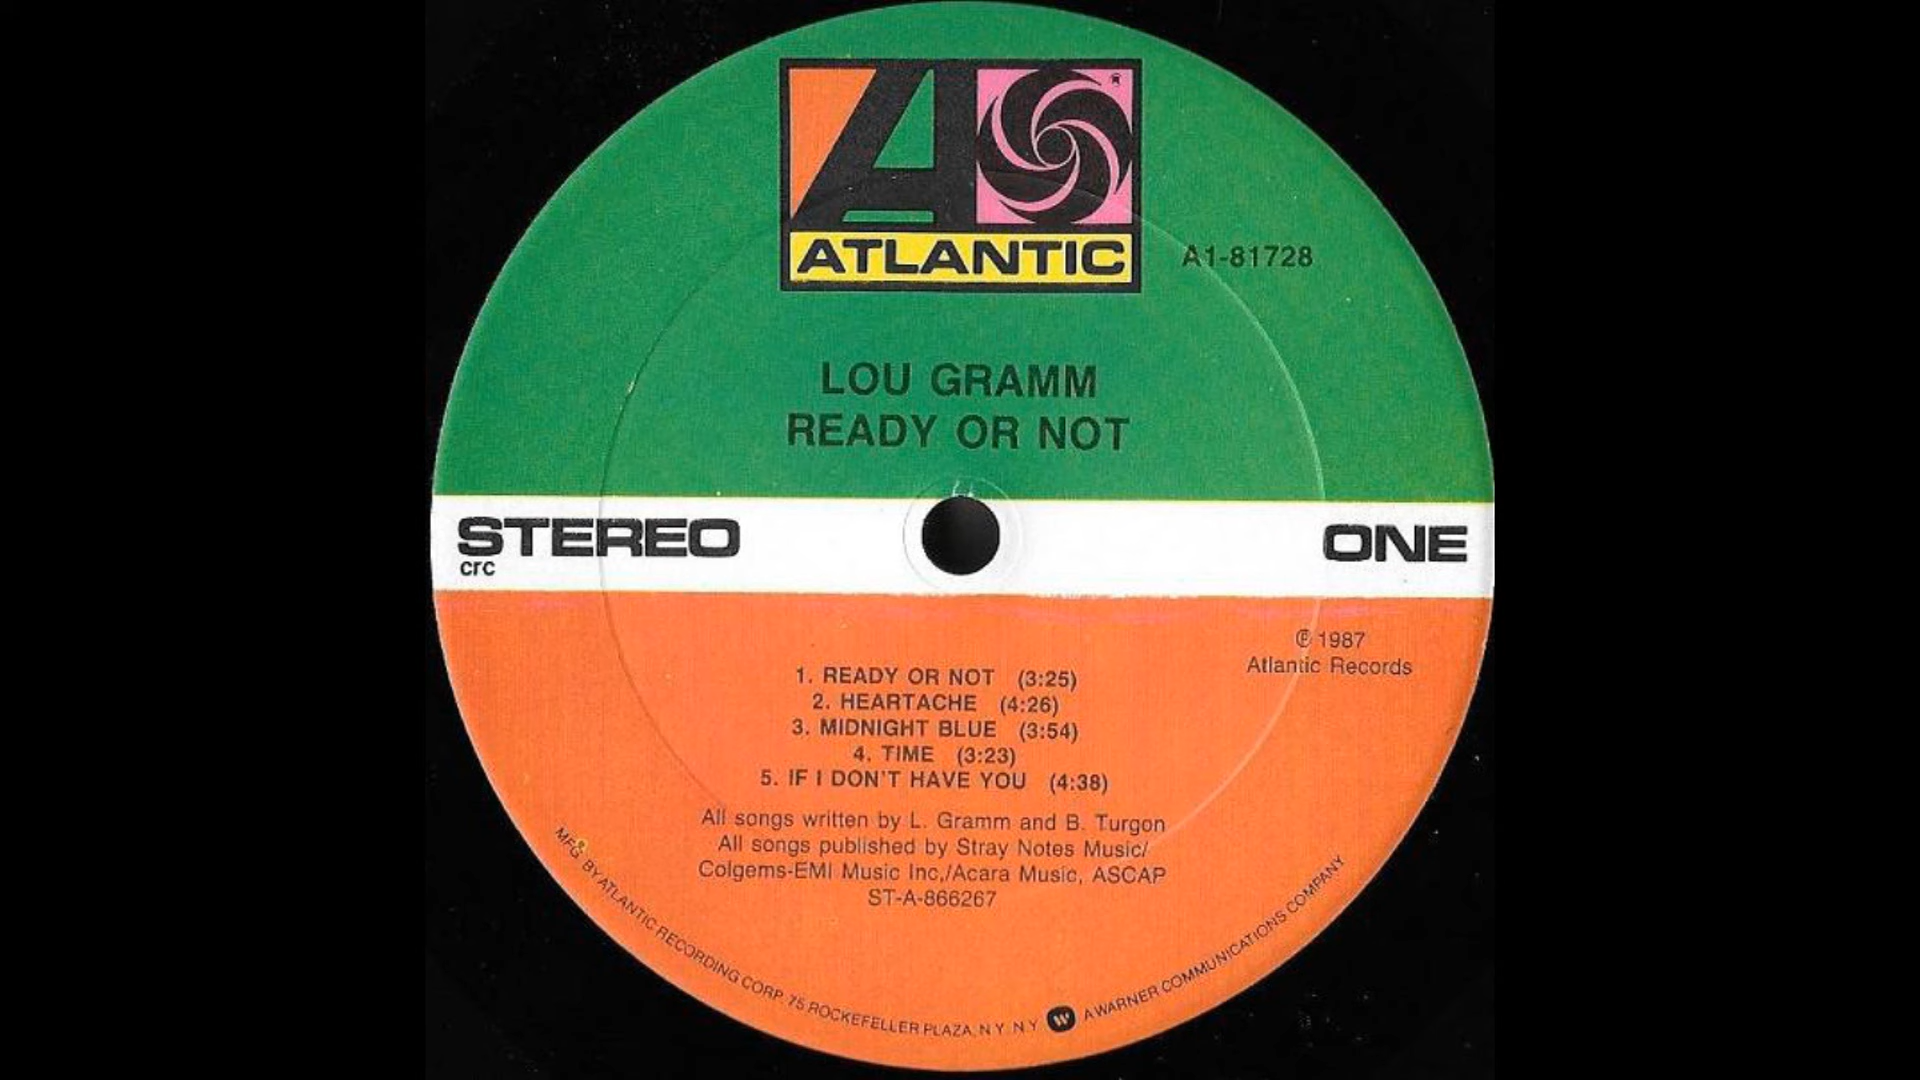 ATLANTIC
A1-81728
LOU GRAMM
READY OR NOT
STEREO
crc
ONE
℗ 1987
Atlantic Records
1. READY OR NOT (3:25)
2. HEARTACHE (4:26)
3. MIDNIGHT BLUE (3:54)
4. TIME (3:23)
5. IF I DON'T HAVE YOU (4:38)
All songs written by L. Gramm and B. Turgon
All songs published by Stray Notes Music/
Colgems-EMI Music Inc,/Acara Music, ASCAP
ST-A-866267
MFG. BY ATLANTIC RECORDING CORP. 75 ROCKEFELLER PLAZA, N.Y. N.Y. W A WARNER COMMUNICATIONS COMPANY